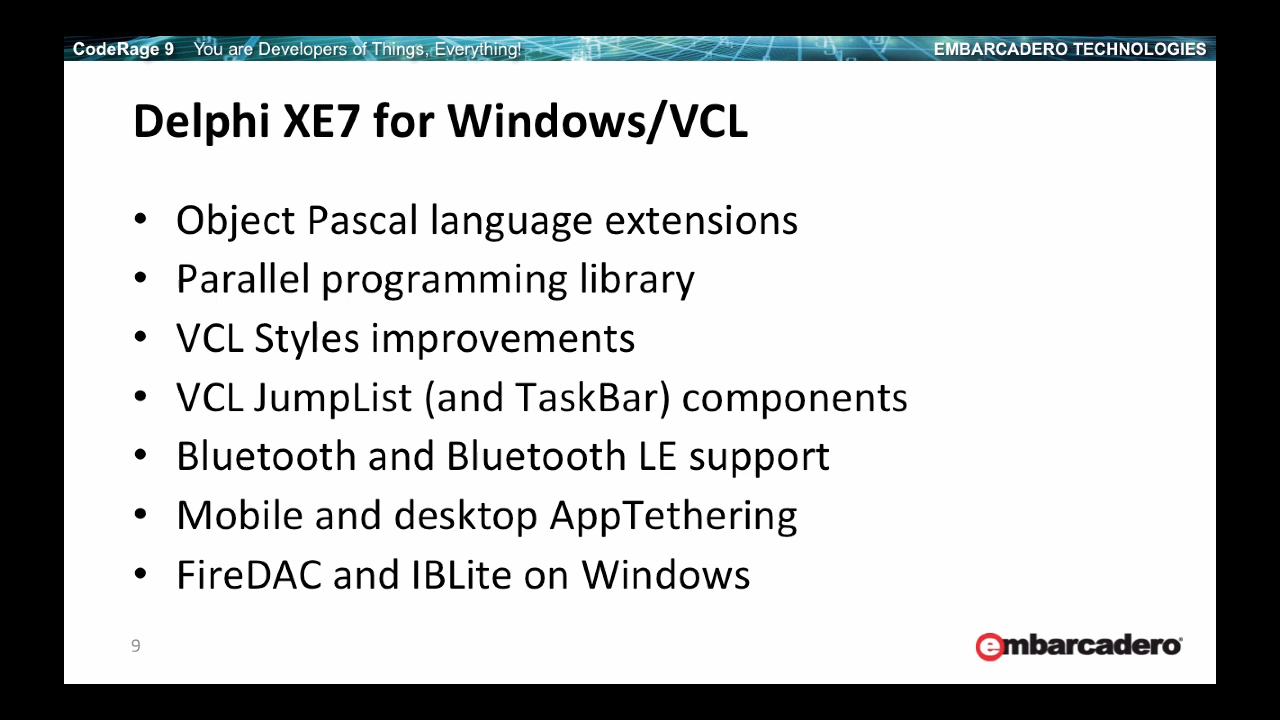 CodeRage 9 You are Developers of Things, Everything! EMBARCADERO TECHNOLOGIES
Delphi XE7 for Windows/VCL
• Object Pascal language extensions
• Parallel programming library
• VCL Styles improvements
• VCL JumpList (and TaskBar) components
• Bluetooth and Bluetooth LE support
• Mobile and desktop AppTethering
• FireDAC and IBLite on Windows
9 embarcadero